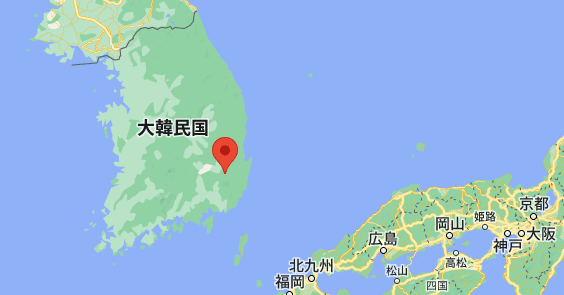 大韓民国
京都
岡山
姫路
大阪
広島
神戸
高松
北九州
松山
四国
福岡